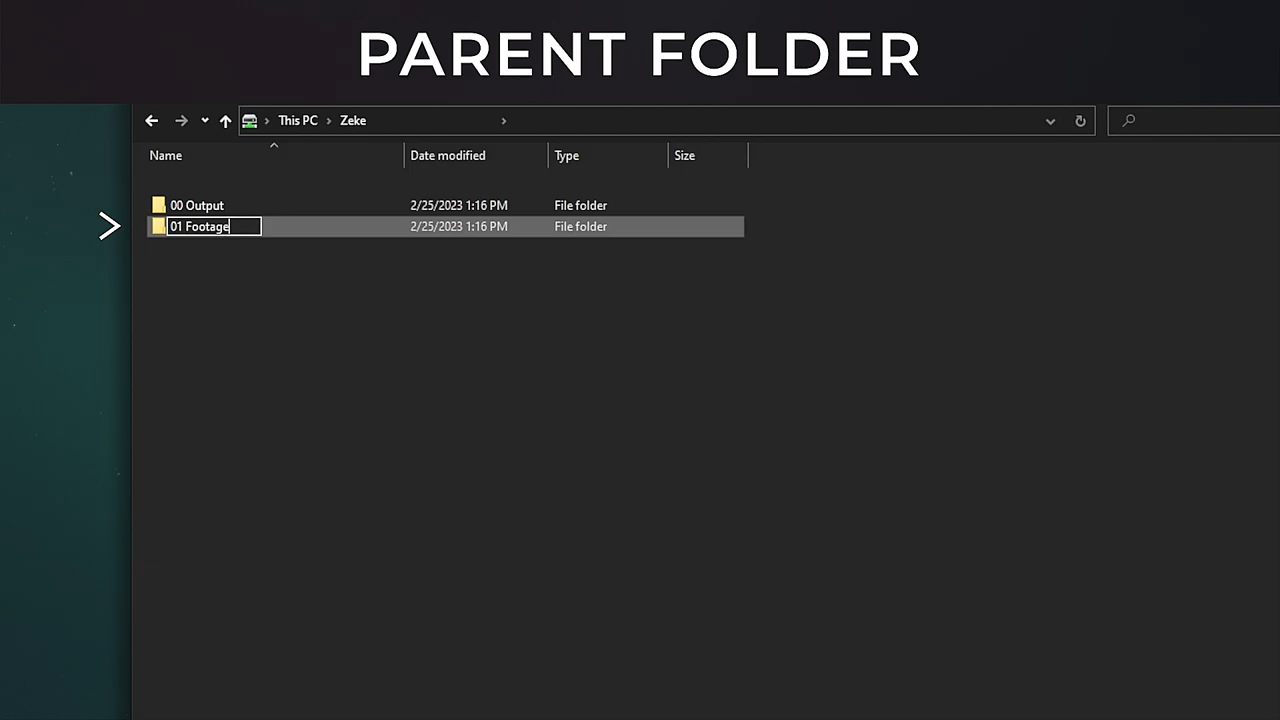 PARENT FOLDER
This PC > Zeke >
Name Date modified Type Size
00 Output 2/25/2023 1:16 PM File folder
01 Footage 2/25/2023 1:16 PM File folder